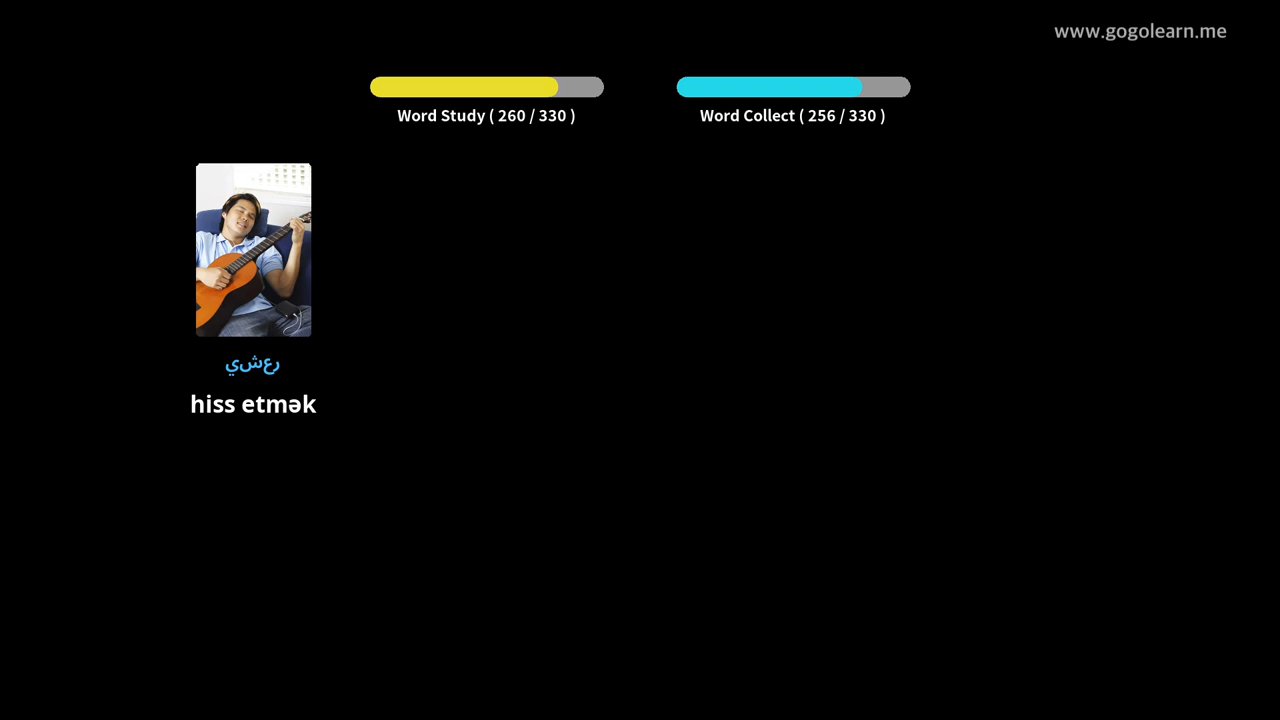 www.gogolearn.me
Word Study ( 260 / 330 )
Word Collect ( 256 / 330 )
رعشي
hiss etmək